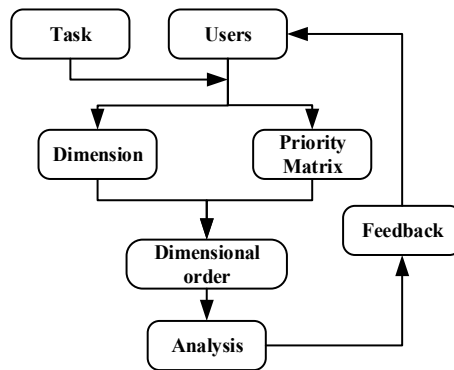 Task
Users
Dimension
Priority
Matrix
Dimensional
order
Feedback
Analysis